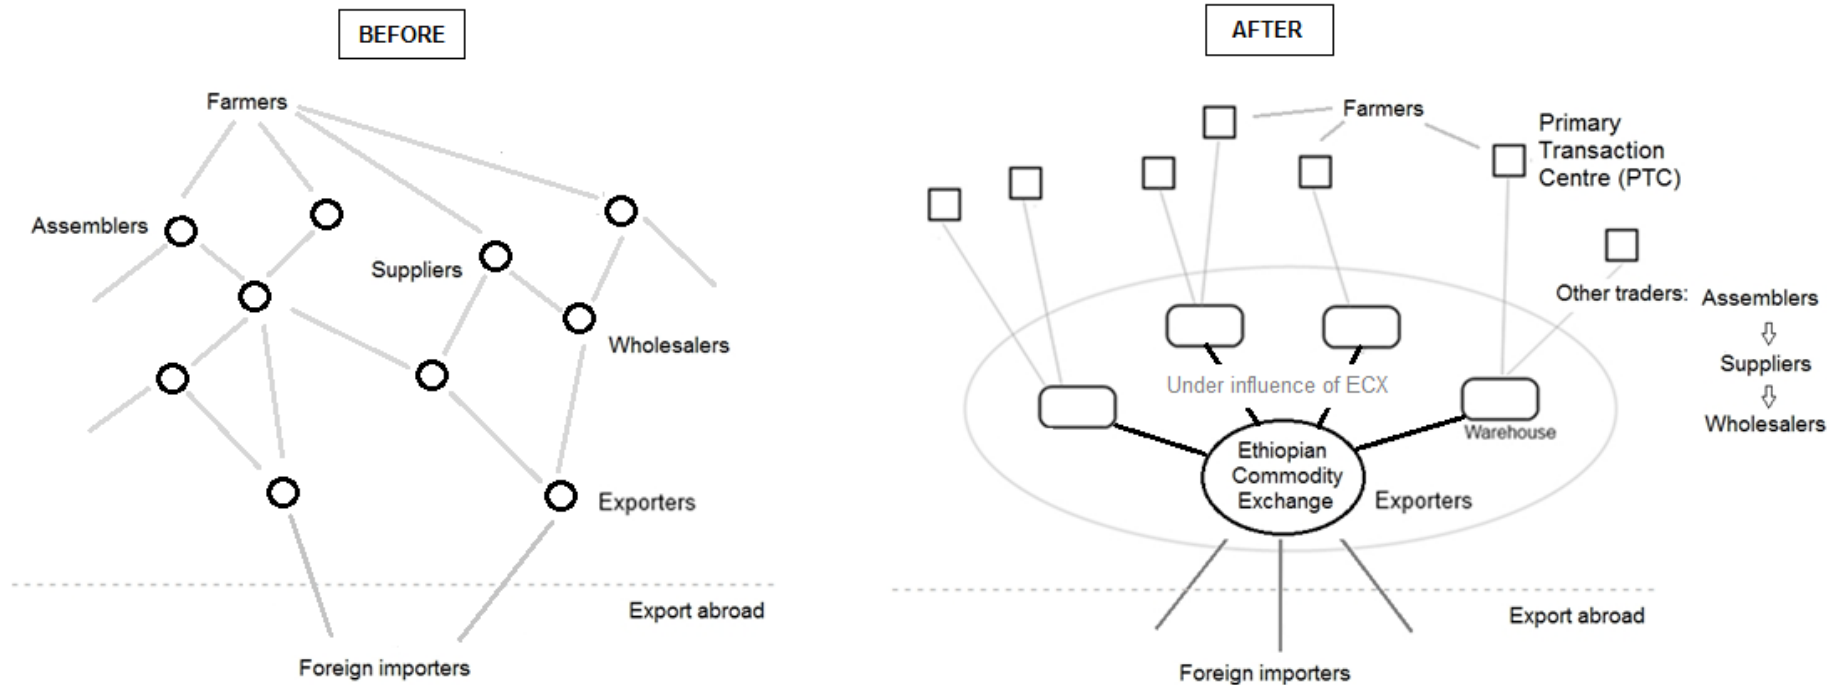 BEFORE
Farmers
Assemblers
Suppliers
Wholesalers
Exporters
Export abroad
Foreign importers
AFTER
Farmers
Primary
Transaction
Centre (PTC)
Other traders:
Assemblers
Suppliers
Wholesalers
Under influence of ECX
Warehouse
Ethiopian
Commodity
Exchange
Exporters
Export abroad
Foreign importers